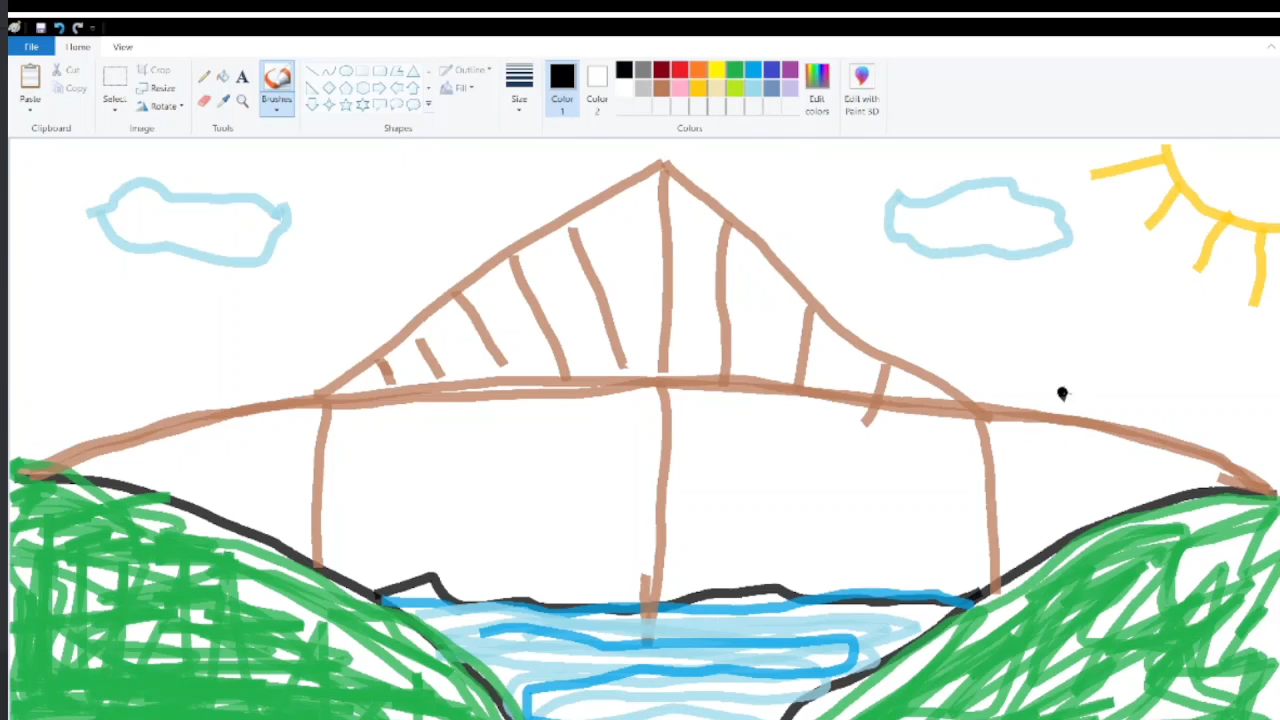 File Home View
Paste Cut Copy
Clipboard
Select Crop Resize Rotate
Image
A
Tools
Brushes
Outline Fill
Shapes
Size
Color 1
Color 2
Edit colors
Colors
Edit with Paint 3D